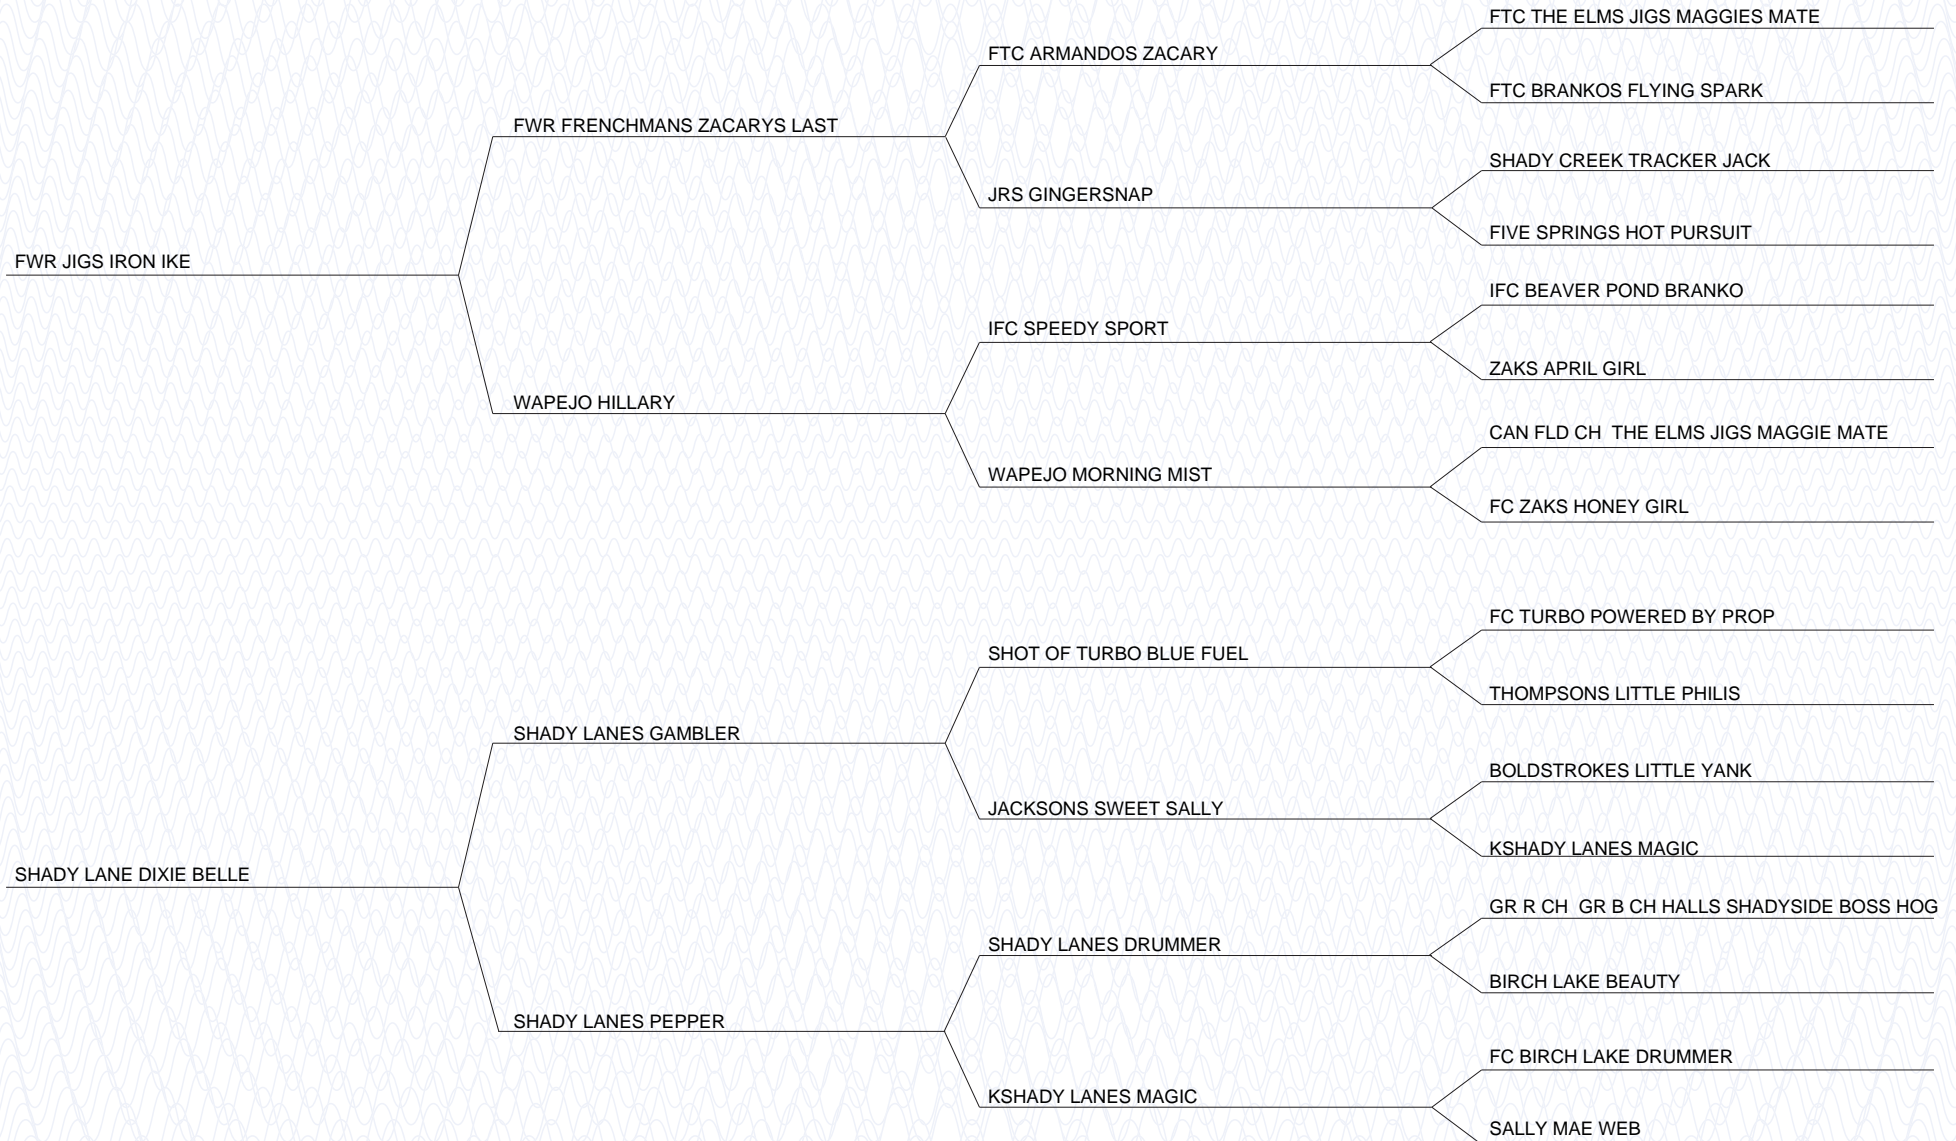 FTC THE ELMS JIGS MAGGIES MATE
FTC ARMANDOS ZACARY
FTC BRANKOS FLYING SPARK
FWR FRENCHMANS ZACARYS LAST
SHADY CREEK TRACKER JACK
JRS GINGERSNAP
FIVE SPRINGS HOT PURSUIT
FWR JIGS IRON IKE
IFC BEAVER POND BRANKO
IFC SPEEDY SPORT
ZAKS APRIL GIRL
WAPEJO HILLARY
CAN FLD CH  THE ELMS JIGS MAGGIE MATE
WAPEJO MORNING MIST
FC ZAKS HONEY GIRL
FC TURBO POWERED BY PROP
SHOT OF TURBO BLUE FUEL
THOMPSONS LITTLE PHILIS
SHADY LANES GAMBLER
BOLDSTROKES LITTLE YANK
JACKSONS SWEET SALLY
KSHADY LANES MAGIC
SHADY LANE DIXIE BELLE
GR R CH  GR B CH HALLS SHADYSIDE BOSS HOG
SHADY LANES DRUMMER
BIRCH LAKE BEAUTY
SHADY LANES PEPPER
FC BIRCH LAKE DRUMMER
KSHADY LANES MAGIC
SALLY MAE WEB